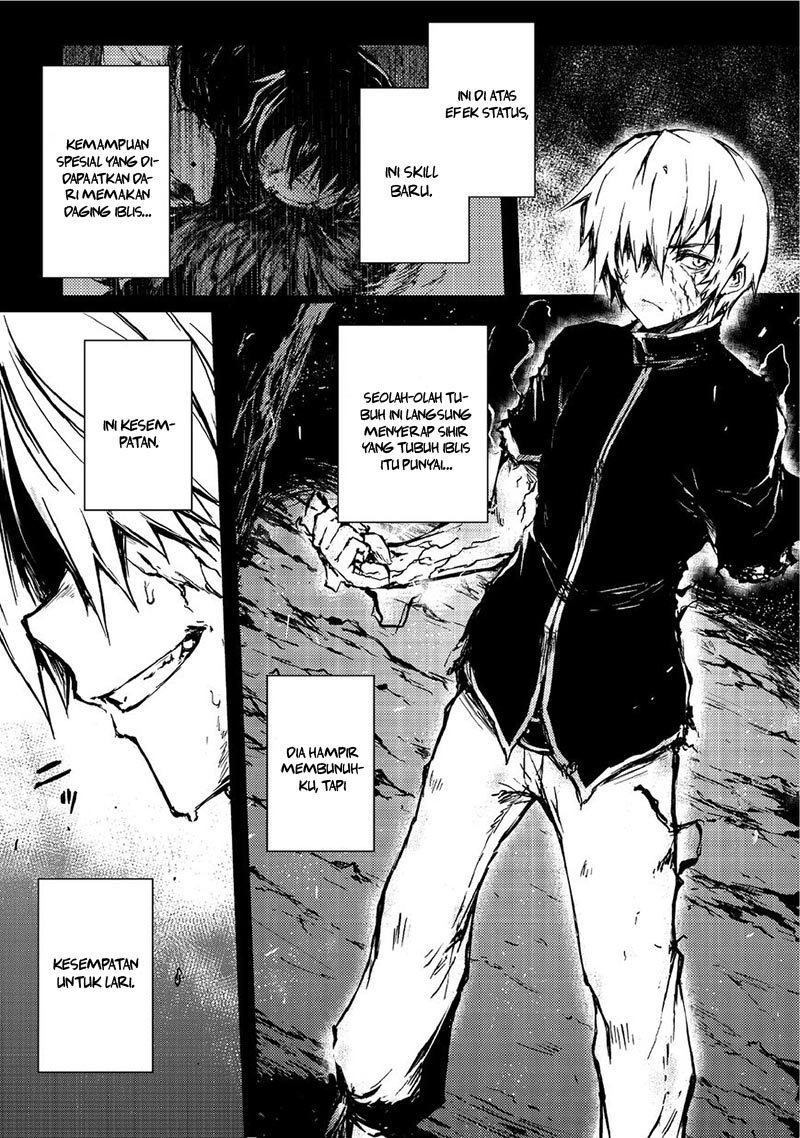 INI DI ATAS
EFEK STATUS,
INI SKILL
BARU.
KEMAMPUAN
SPESIAL YANG DI-
DAPAATKAN DA-
RI MEMAKAN
DAGING IBLIS...
SEOLAH-OLAH TU-
BUH INI LANGSUNG
MENYERAP SIHIR
YANG TUBUH IBLIS
ITU PUNYAI...
DIA HAMPIR
MEMBUNUH-
KU, TAPI
INI KESEM-
PATAN.
KESEMPATAN
UNTUK LARI.